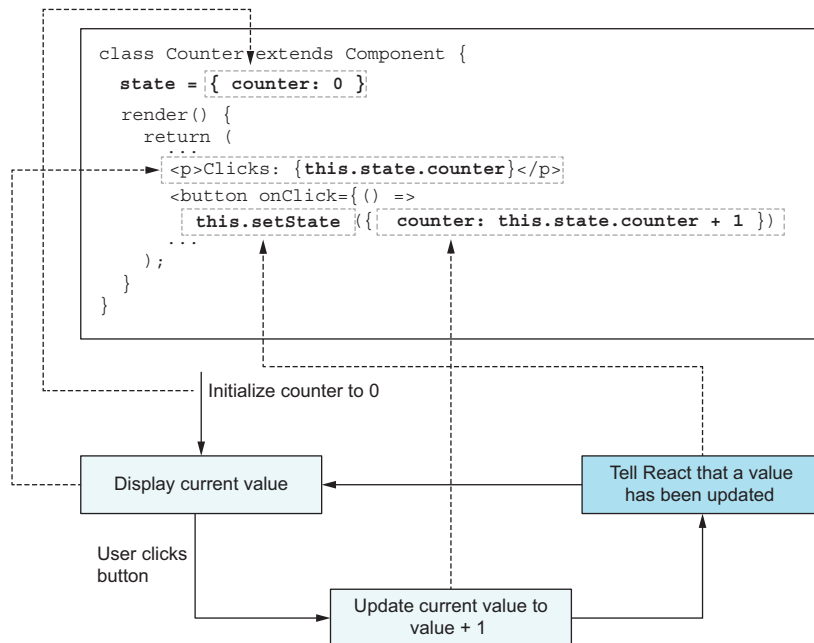 class Counter extends Component {
state = { counter: 0 }
render() {
return (
...
<p>Clicks: {this.state.counter}</p>
<button onClick={() =>
this.setState ({ counter: this.state.counter + 1 })
...
);
}
}
Initialize counter to 0
Display current value
Tell React that a value
has been updated
User clicks
button
Update current value to
value + 1